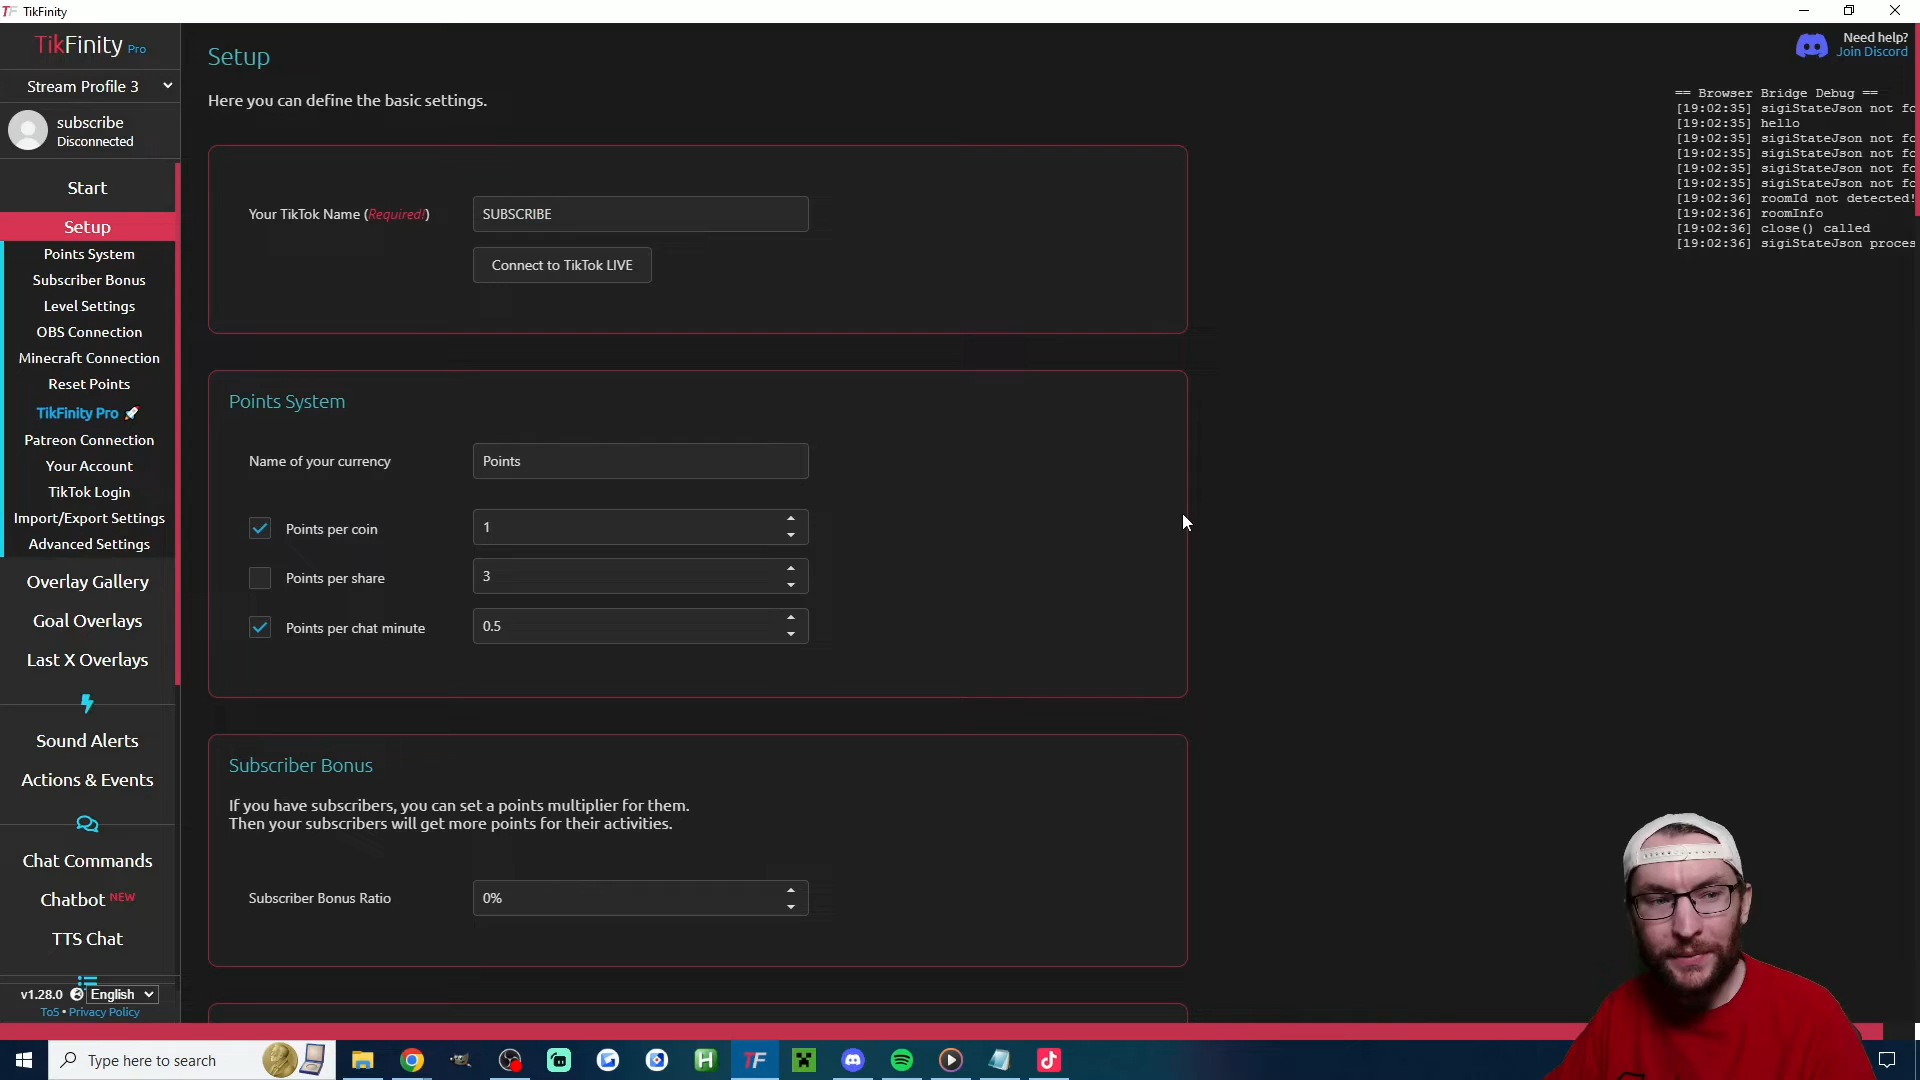 TF TikFinity
TikFinity Pro
Stream Profile 3
subscribe
Disconnected
Start
Setup
Points System
Subscriber Bonus
Level Settings
OBS Connection
Minecraft Connection
Reset Points
TikFinity Pro 🚀
Patreon Connection
Your Account
TikTok Login
Import/Export Settings
Advanced Settings
Overlay Gallery
Goal Overlays
Last X Overlays
Sound Alerts
Actions & Events
Chat Commands
Chatbot NEW
TTS Chat
v1.28.0 English
ToS • Privacy Policy
Setup
Here you can define the basic settings.
Your TikTok Name (Required!)
SUBSCRIBE
Connect to TikTok LIVE
Points System
Name of your currency
Points
Points per coin
1
Points per share
3
Points per chat minute
0.5
Subscriber Bonus
If you have subscribers, you can set a points multiplier for them.
Then your subscribers will get more points for their activities.
Subscriber Bonus Ratio
0%
Need help?
Join Discord
== Browser Bridge Debug ==
[19:02:35] sigiStateJson not fo
[19:02:35] hello
[19:02:35] sigiStateJson not fo
[19:02:35] sigiStateJson not fo
[19:02:35] sigiStateJson not fo
[19:02:35] sigiStateJson not fo
[19:02:36] roomId not detected!
[19:02:36] roomInfo
[19:02:36] close() called
[19:02:36] sigiStateJson proces
Type here to search
H
TF